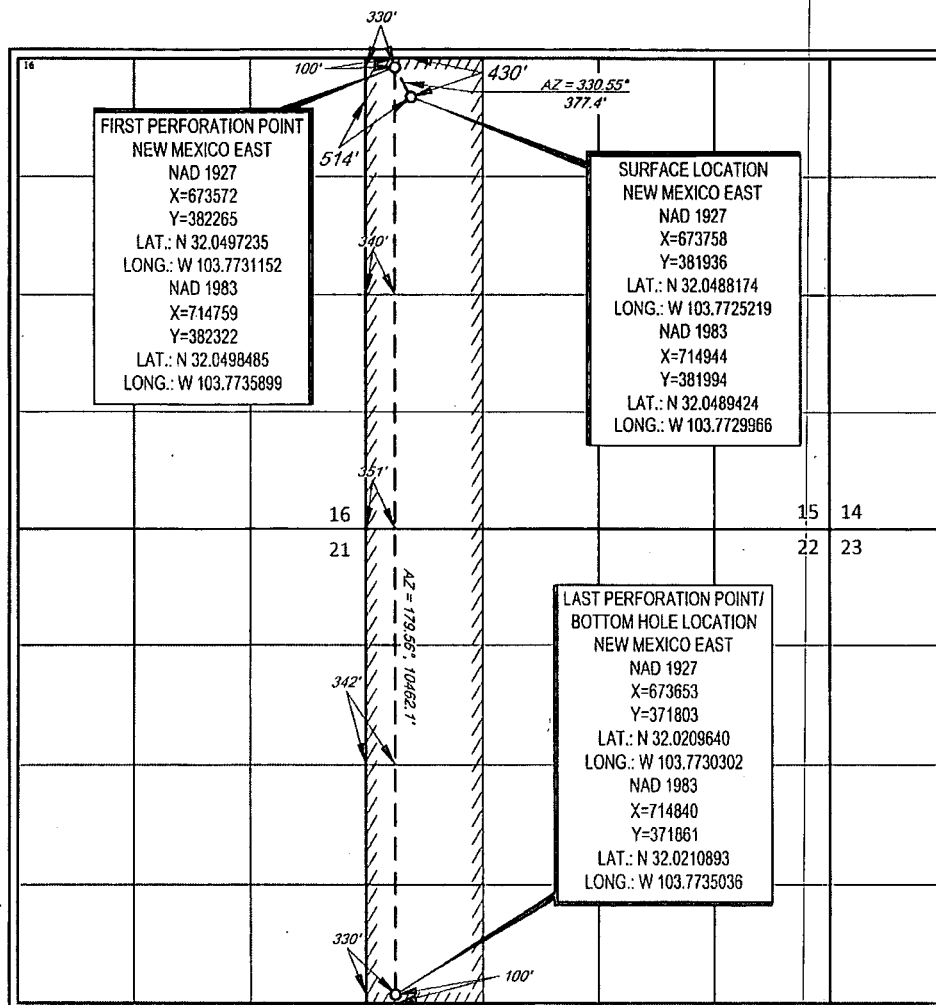 330'
16
100'
430'
AZ = 330.55°
377.4'
514'
FIRST PERFORATION POINT
NEW MEXICO EAST
NAD 1927
X=673572
Y=382265
LAT.: N 32.0497235
LONG.: W 103.7731152
NAD 1983
X=714759
Y=382322
LAT.: N 32.0498485
LONG.: W 103.7735899
SURFACE LOCATION
NEW MEXICO EAST
NAD 1927
X=673758
Y=381936
LAT.: N 32.0488174
LONG.: W 103.7725219
NAD 1983
X=714944
Y=381994
LAT.: N 32.0489424
LONG.: W 103.7729966
340'
351'
16
15 14
21
22 23
AZ = 179.56°, 10462.1'
342'
LAST PERFORATION POINT/
BOTTOM HOLE LOCATION
NEW MEXICO EAST
NAD 1927
X=673653
Y=371803
LAT.: N 32.0209640
LONG.: W 103.7730302
NAD 1983
X=714840
Y=371861
LAT.: N 32.0210893
LONG.: W 103.7735036
330'
100'